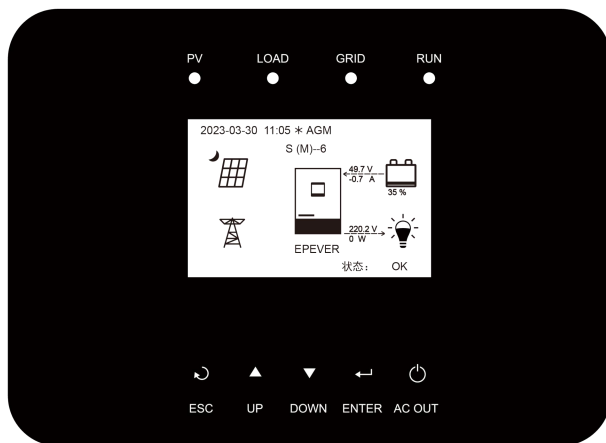 PV LOAD GRID RUN
2023-03-30 11:05 * AGM
S (M)--6
49.7 V
-0.7 A
35 %
220.2 V
0 W
EPEVER
状态： OK
ESC UP DOWN ENTER AC OUT